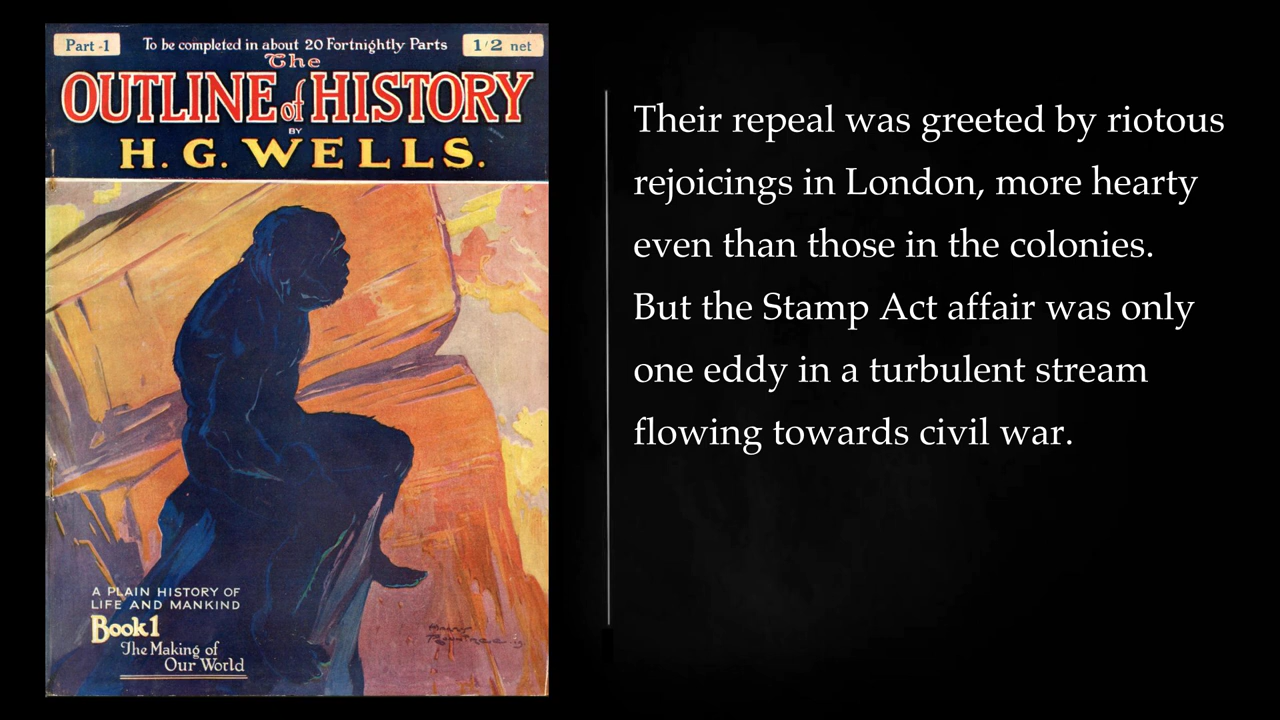 Part -1
To be completed in about 20 Fortnightly Parts
1/2 net
The
OUTLINE of HISTORY
BY
H. G. WELLS.
A PLAIN HISTORY OF
LIFE AND MANKIND
Book 1
The Making of
Our World
Their repeal was greeted by riotous
rejoicings in London, more hearty
even than those in the colonies.
But the Stamp Act affair was only
one eddy in a turbulent stream
flowing towards civil war.